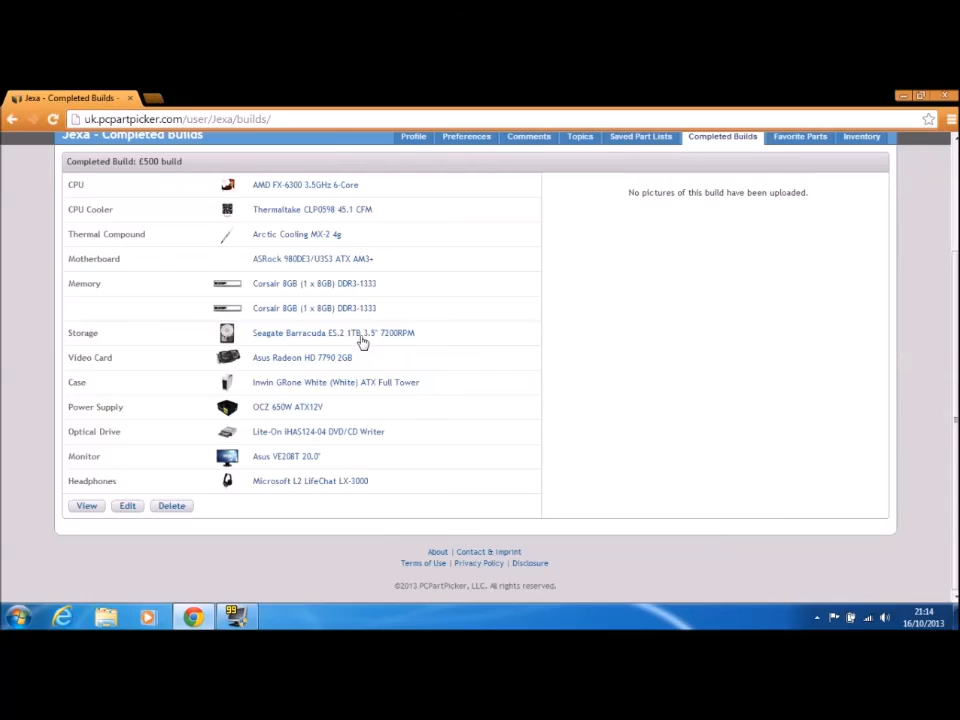 Jexa - Completed Builds -
uk.pcpartpicker.com/user/Jexa/builds/
Jexa - Completed Builds
Profile Preferences Comments Topics Saved Part Lists Completed Builds Favorite Parts Inventory
Completed Build: £500 build
CPU AMD FX-6300 3.5GHz 6-Core
No pictures of this build have been uploaded.
CPU Cooler Thermaltake CLP0598 45.1 CFM
Thermal Compound Arctic Cooling MX-2 4g
Motherboard ASRock 980DE3/U3S3 ATX AM3+
Memory Corsair 8GB (1 x 8GB) DDR3-1333
Corsair 8GB (1 x 8GB) DDR3-1333
Storage Seagate Barracuda ES.2 1TB 3.5" 7200RPM
Video Card Asus Radeon HD 7790 2GB
Case Inwin GRone White (White) ATX Full Tower
Power Supply OCZ 650W ATX12V
Optical Drive Lite-On iHAS124-04 DVD/CD Writer
Monitor Asus VE208T 20.0"
Headphones Microsoft L2 LifeChat LX-3000
View Edit Delete
About | Contact & Imprint
Terms of Use | Privacy Policy | Disclosure
©2013 PCPartPicker, LLC. All rights reserved.
99
21:14
16/10/2013